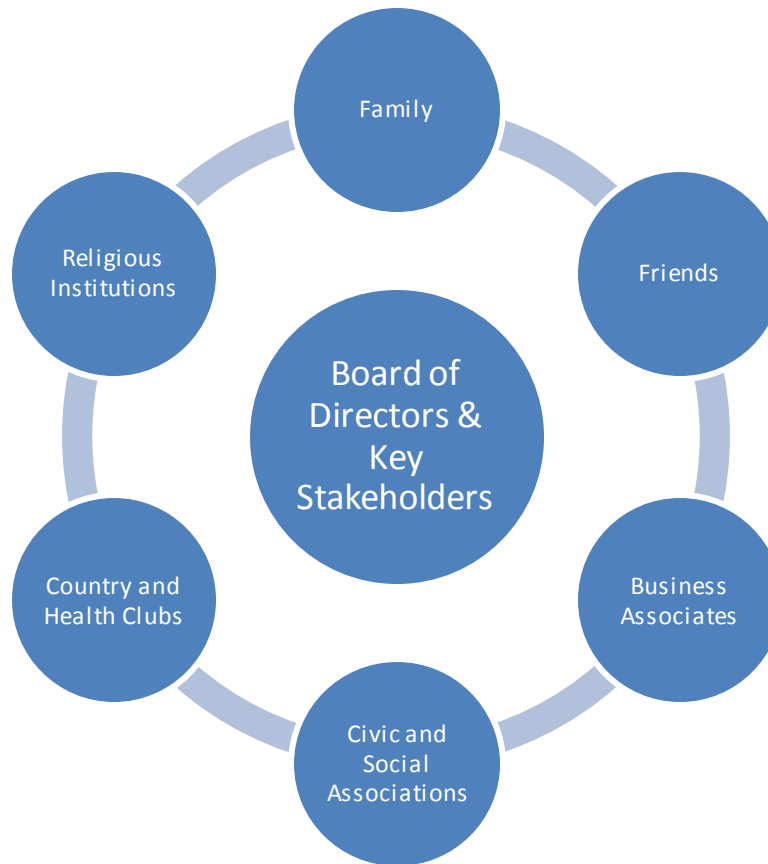 Family
Religious
Institutions
Friends
Board of
Directors &
Key
Stakeholders
Country and
Health Clubs
Business
Associates
Civic and
Social
Associations